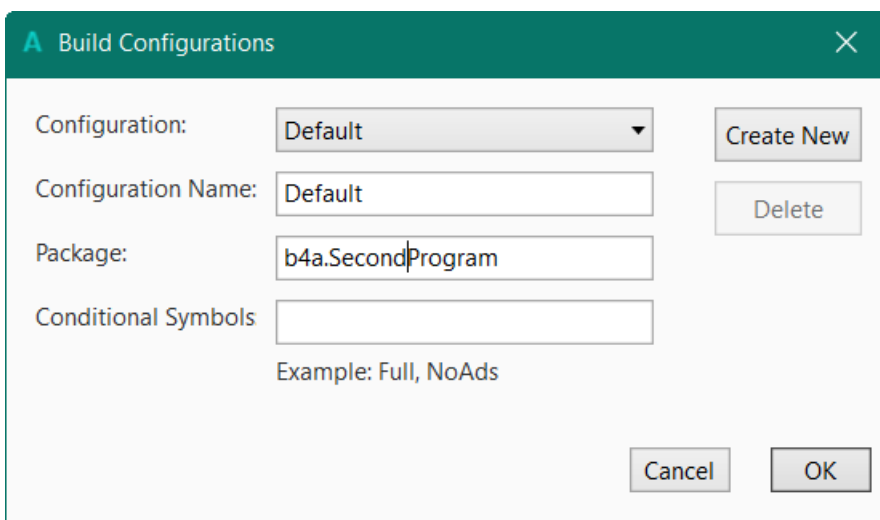 A Build Configurations
Configuration: Default Create New
Configuration Name: Default Delete
Package: b4a.SecondProgram
Conditional Symbols
Example: Full, NoAds
Cancel OK